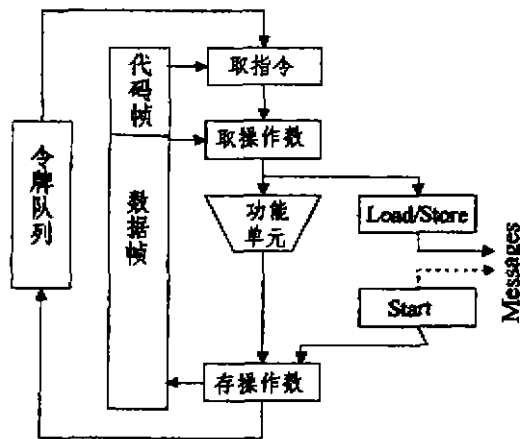 代码帧
取指令
取操作数
令牌队列
数据帧
功能
单元
Load/Store
Messages
Start
存操作数